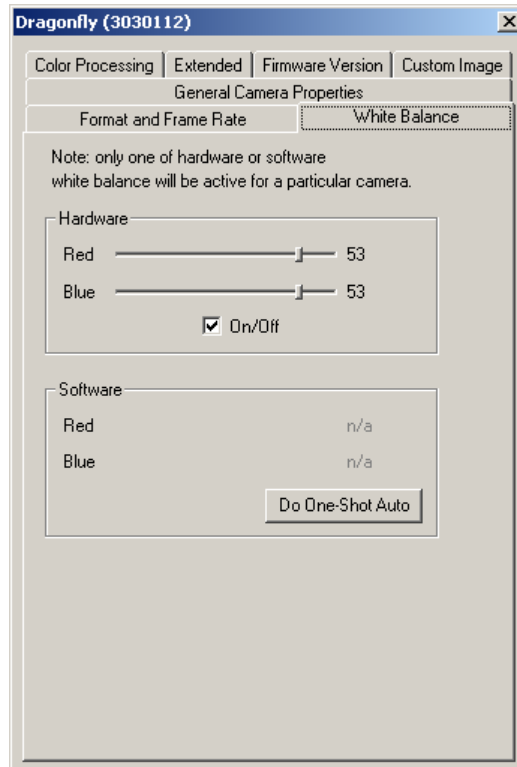 Dragonfly (3030112)
Color Processing Extended Firmware Version Custom Image
General Camera Properties
Format and Frame Rate White Balance
Note: only one of hardware or software
white balance will be active for a particular camera.
Hardware
Red 53
Blue 53
On/Off
Software
Red n/a
Blue n/a
Do One-Shot Auto